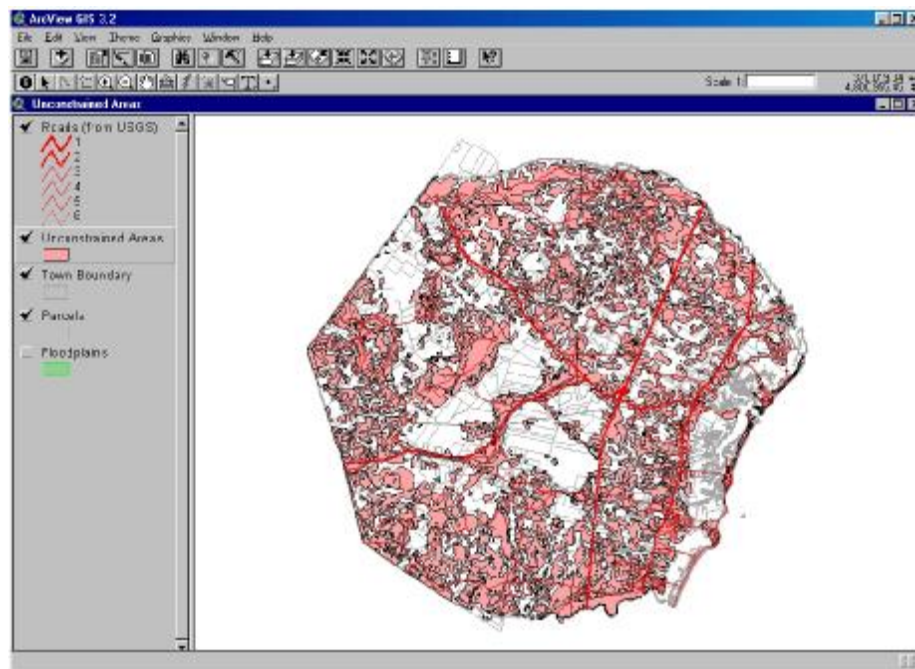 ArcView GIS 3.2
File Edit View Theme Graphics Window Help
Scale 1:
Unconstrained Areas
Roads (from USGS)
1
2
3
4
5
6
Unconstrained Areas
Town Boundary
Parcels
Floodplains